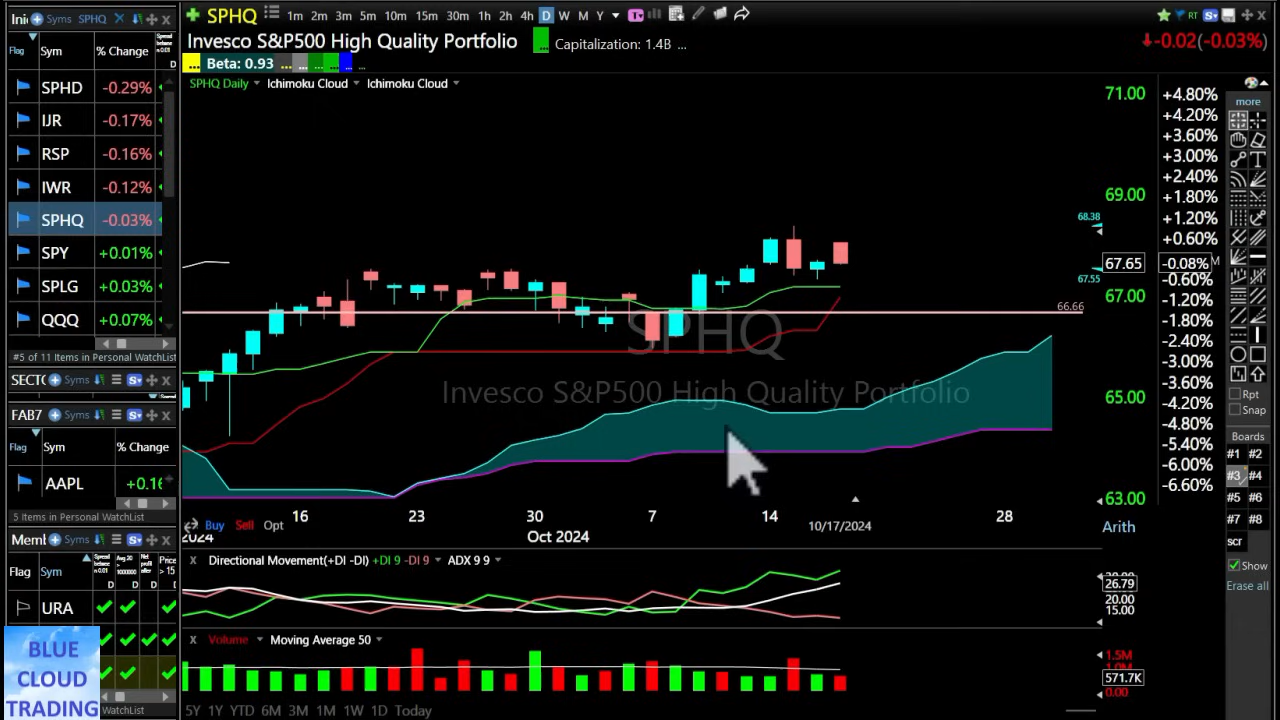 Syms SPHQ
Flag Sym % Change
SPHD -0.29%
IJR -0.17%
RSP -0.16%
IWR -0.12%
SPHQ -0.03%
SPY +0.01%
SPLG +0.03%
QQQ +0.07%
#5 of 11 Items in Personal WatchList
SECT Syms
FAB7 Syms
Flag Sym % Change
AAPL +0.16
5 Items in Personal WatchList
Meml Syms
Flag Sym
URA
BLUE
CLOUD
TRADING
WatchList
SPHQ 1m 2m 3m 5m 10m 15m 30m 1h 2h 4h D W M Y
Invesco S&P500 High Quality Portfolio Capitalization: 1.4B ...
Beta: 0.93
SPHQ Daily Ichimoku Cloud Ichimoku Cloud
RT
-0.02 (-0.03%)
71.00
69.00
68.38
67.65
67.55
67.00
66.66
65.00
63.00
SPHQ
Invesco S&P500 High Quality Portfolio
+4.80%
+4.20%
+3.60%
+3.00%
+2.40%
+1.80%
+1.20%
+0.60%
-0.08%
-0.60%
-1.20%
-1.80%
-2.40%
-3.00%
-3.60%
-4.20%
-4.80%
-5.40%
-6.00%
-6.60%
16 23 30 7 14 28
Buy Sell Opt 10/17/2024 Arith
2024 Oct 2024
Directional Movement(+DI -DI) +DI 9 -DI 9 ADX 9 9
26.79
20.00
15.00
Volume Moving Average 50
1.5M
1.0M
571.7K
0.00
5Y 1Y YTD 6M 3M 1M 1W 1D Today
more
Rpt
Snap
Boards
#1 #2
#3 #4
#5 #6
#7 #8
scr
Show
Erase all